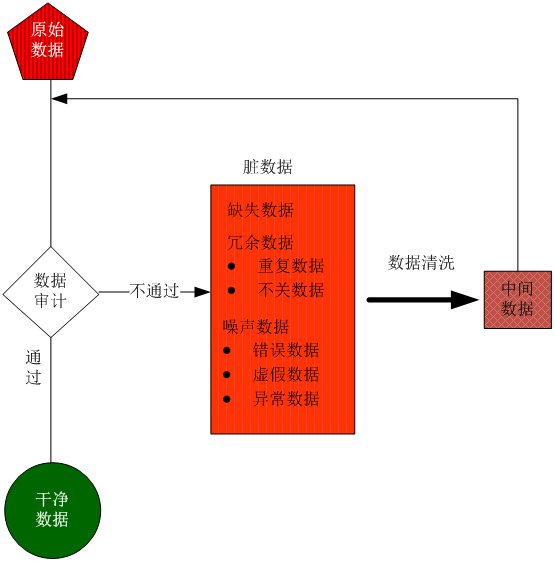 原始
数据
脏数据
缺失数据
冗余数据
重复数据
不关数据
噪声数据
错误数据
虚假数据
异常数据
数据清洗
中间
数据
数据
审计
不通过
通
过
干净
数据